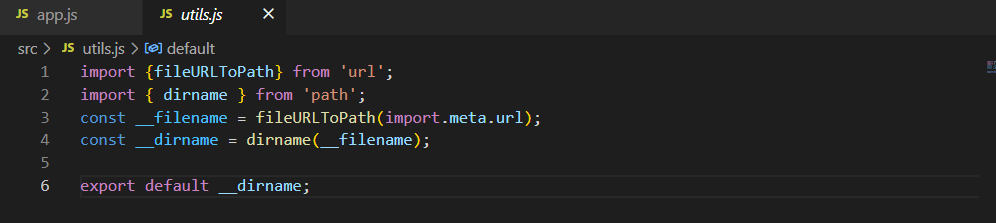 JS app.js JS utils.js ×
src > JS utils.js > default
1 import {fileURLToPath} from 'url';
2 import { dirname } from 'path';
3 const __filename = fileURLToPath(import.meta.url);
4 const __dirname = dirname(__filename);
5
6 export default __dirname;